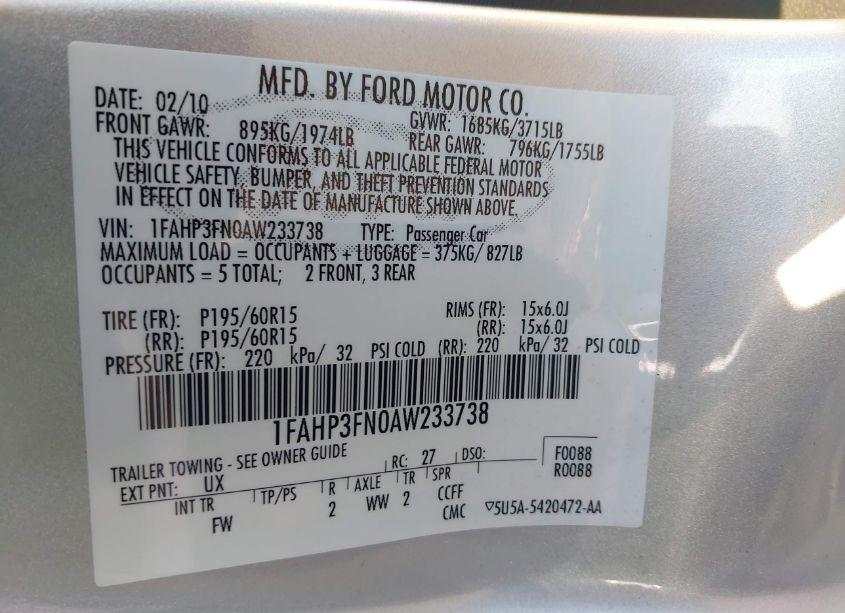 MFD. BY FORD MOTOR CO.
DATE: 02/10 GVWR: 1685KG/3715LB
FRONT GAWR: 895KG/1974LB REAR GAWR: 796KG/1755LB
THIS VEHICLE CONFORMS TO ALL APPLICABLE FEDERAL MOTOR
VEHICLE SAFETY, BUMPER, AND THEFT PREVENTION STANDARDS
IN EFFECT ON THE DATE OF MANUFACTURE SHOWN ABOVE.
VIN: 1FAHP3FN0AW233738 TYPE: Passenger Car
MAXIMUM LOAD = OCCUPANTS + LUGGAGE = 375KG/ 827LB
OCCUPANTS = 5 TOTAL; 2 FRONT, 3 REAR
TIRE (FR): P195/60R15 RIMS (FR): 15x6.0J
(RR): P195/60R15 (RR): 15x6.0J
PRESSURE (FR): 220 kPa/ 32 PSI COLD (RR): 220 kPa/ 32 PSI COLD
1FAHP3FN0AW233738
TRAILER TOWING - SEE OWNER GUIDE RC: 27 DSO: F0088
EXT PNT: UX R0088
INT TR TP/PS R AXLE TR SPR
FW 2 WW 2 CCFF
CMC ▽5U5A-5420472-AA